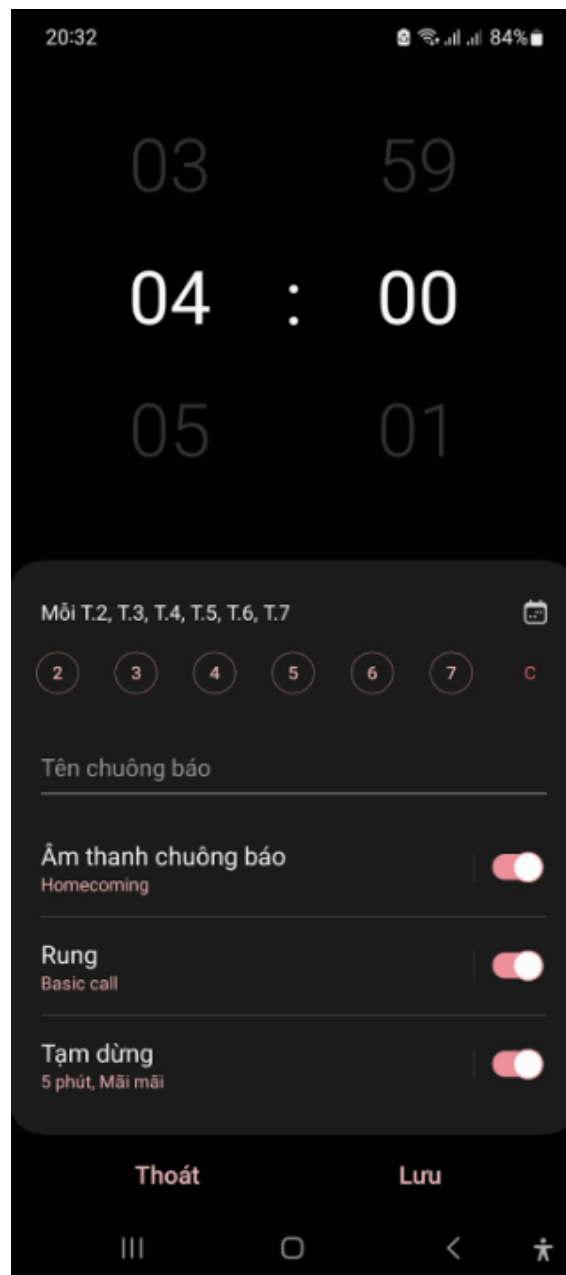 20:32 84%
03 59
04 : 00
05 01
Mỗi T.2, T.3, T.4, T.5, T.6, T.7
2 3 4 5 6 7 C
Tên chuông báo
Âm thanh chuông báo
Homecoming
Rung
Basic call
Tạm dừng
5 phút, Mãi mãi
Thoát Lưu